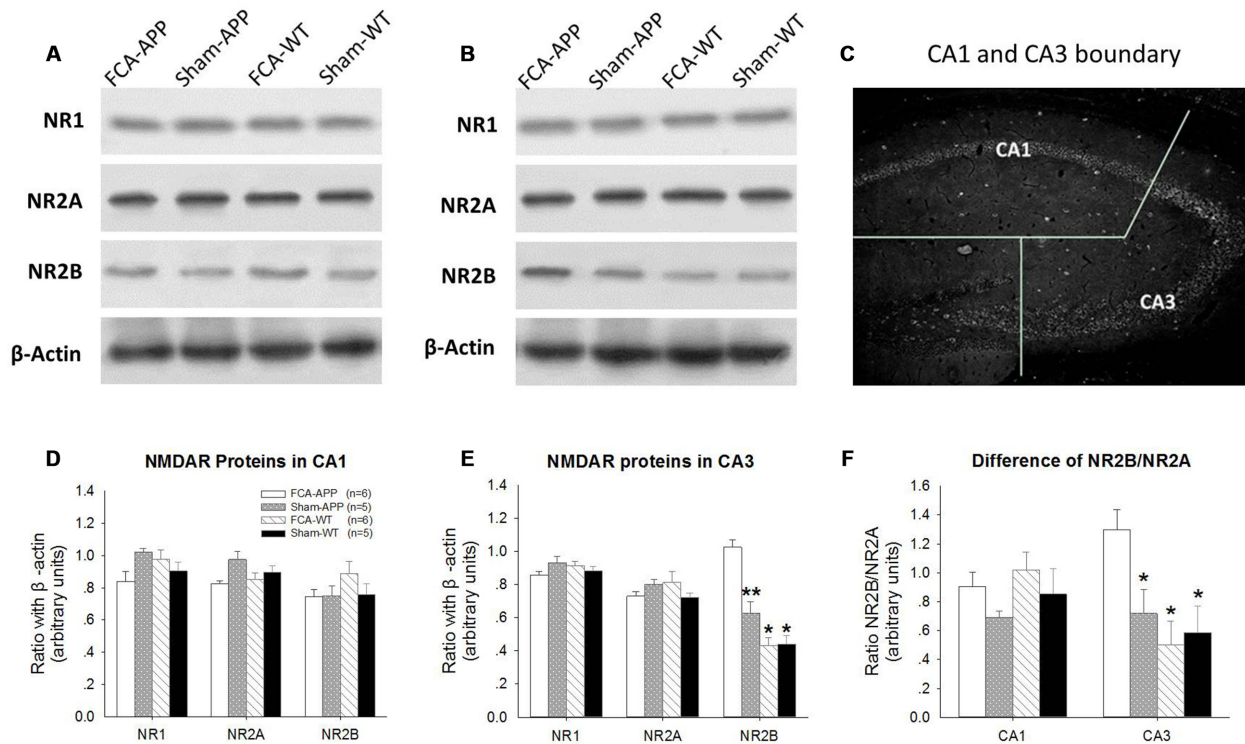 A
FCA-APP
Sham-APP
FCA-WT
Sham-WT
NR1
NR2A
NR2B
β-Actin
B
FCA-APP
Sham-APP
FCA-WT
Sham-WT
NR1
NR2A
NR2B
β-Actin
C
CA1 and CA3 boundary
CA1
CA3
D
NMDAR Proteins in CA1
Ratio with β -actin
(arbitrary units)
1.4
1.2
1.0
.8
.6
.4
.2
0.0
FCA-APP (n=6)
Sham-APP (n=5)
FCA-WT (n=6)
Sham-WT (n=5)
NR1 NR2A NR2B
E
NMDAR proteins in CA3
Ratio with β -actin
(arbitrary units)
1.4
1.2
1.0
.8
.6
.4
.2
0.0
**
* *
NR1 NR2A NR2B
F
Difference of NR2B/NR2A
Ratio NR2B/NR2A
(arbitrary units)
1.6
1.4
1.2
1.0
.8
.6
.4
.2
0.0
* * *
CA1 CA3